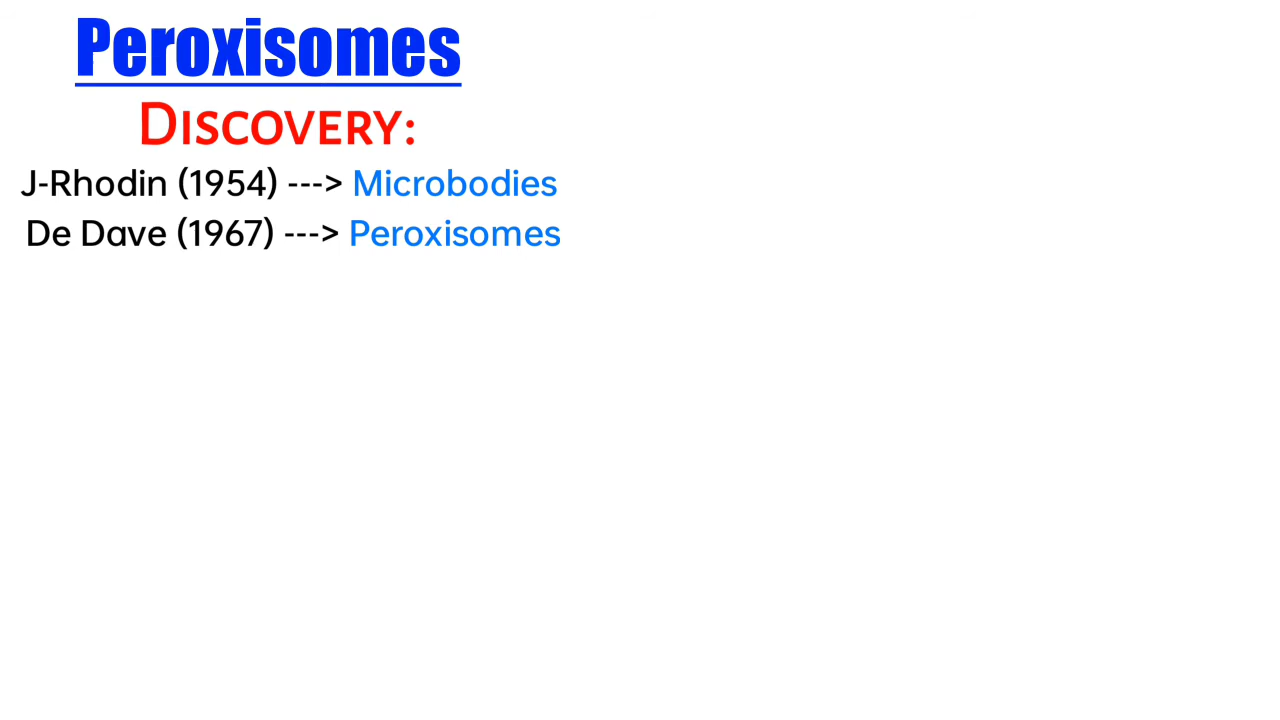 Peroxisomes
Discovery:
J-Rhodin (1954) ---> Microbodies
De Dave (1967) ---> Peroxisomes